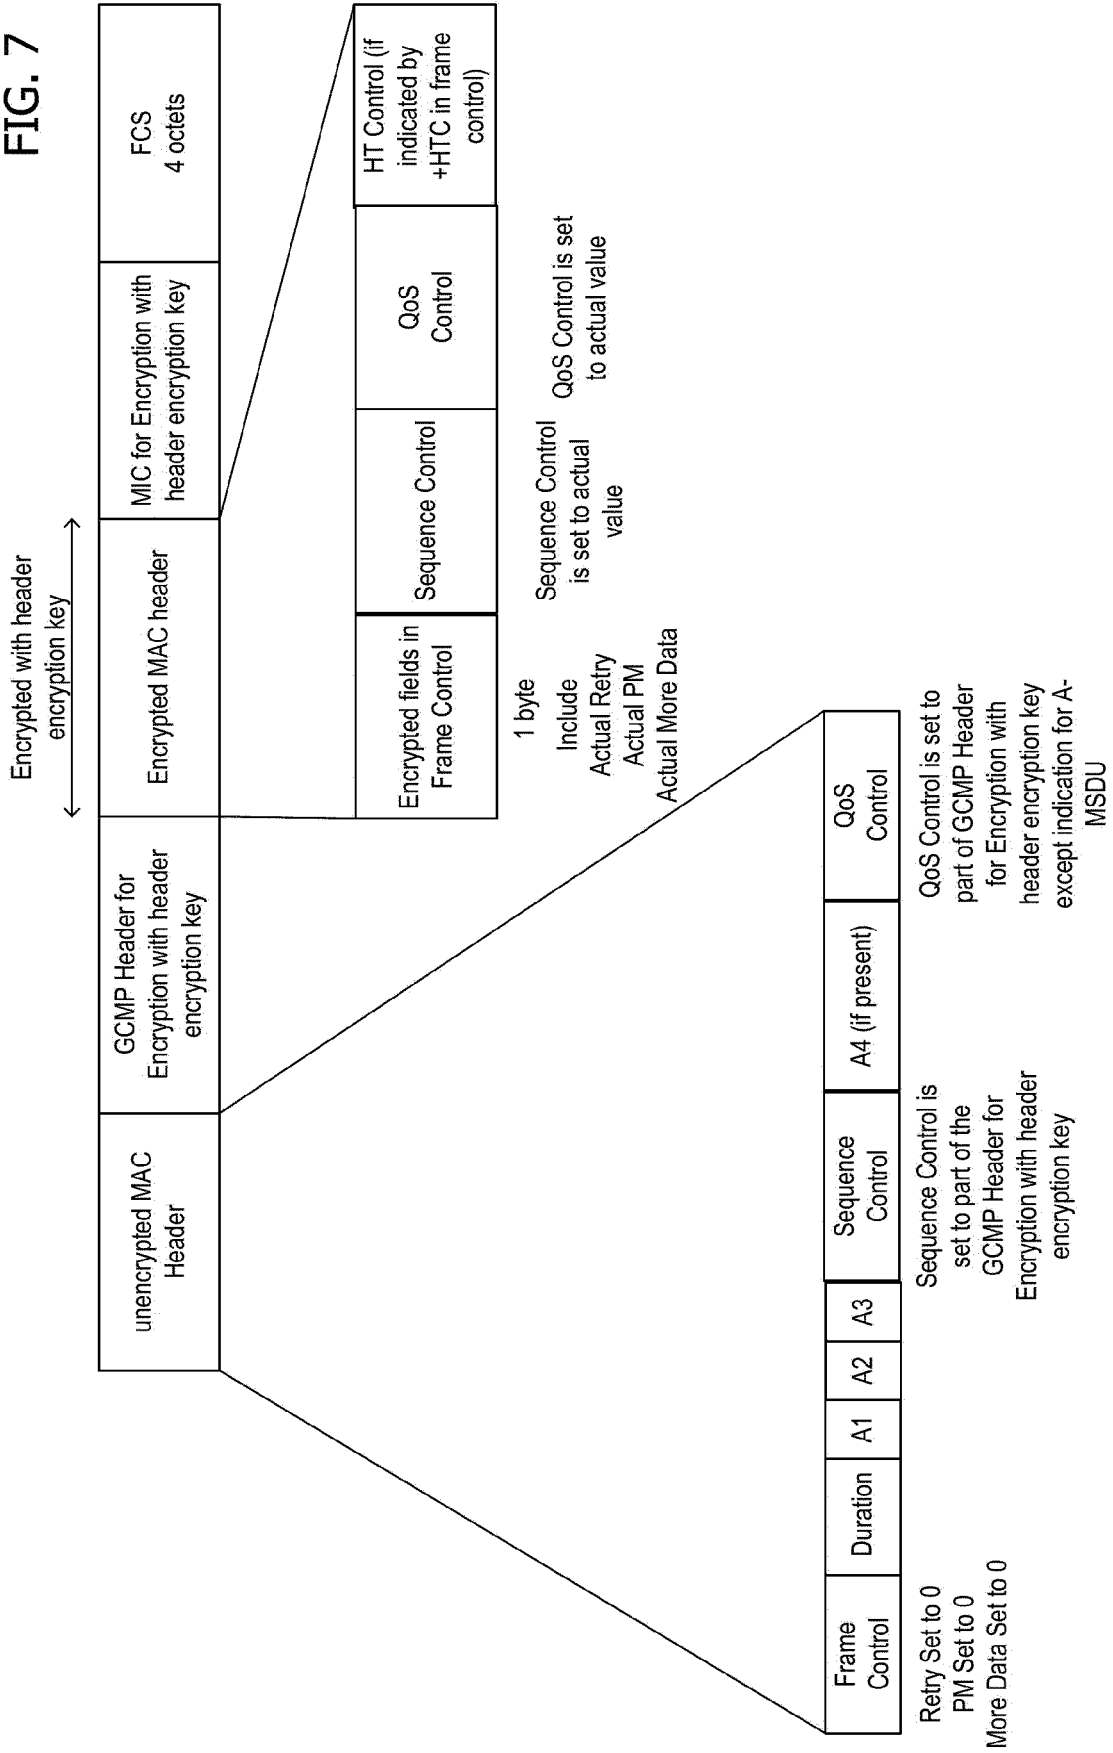 FIG. 7
Encrypted with header
encryption key
unencrypted MAC
Header
GCMP Header for
Encryption with header
encryption key
Encrypted MAC header
MIC for Encryption with
header encryption key
FCS
4 octets
Encrypted fields in
Frame Control
Sequence Control
QoS
Control
HT Control (if
indicated by
+HTC in frame
control)
1 byte
Include
Actual Retry
Actual PM
Actual More Data
Sequence Control
is set to actual
value
QoS Control is set
to actual value
Frame
Control
Duration
A1
A2
A3
Sequence
Control
A4 (if present)
QoS
Control
Retry Set to 0
PM Set to 0
More Data Set to 0
Sequence Control is
set to part of the
GCMP Header for
Encryption with header
encryption key
QoS Control is set to
part of GCMP Header
for Encryption with
header encryption key
except indication for A-
MSDU